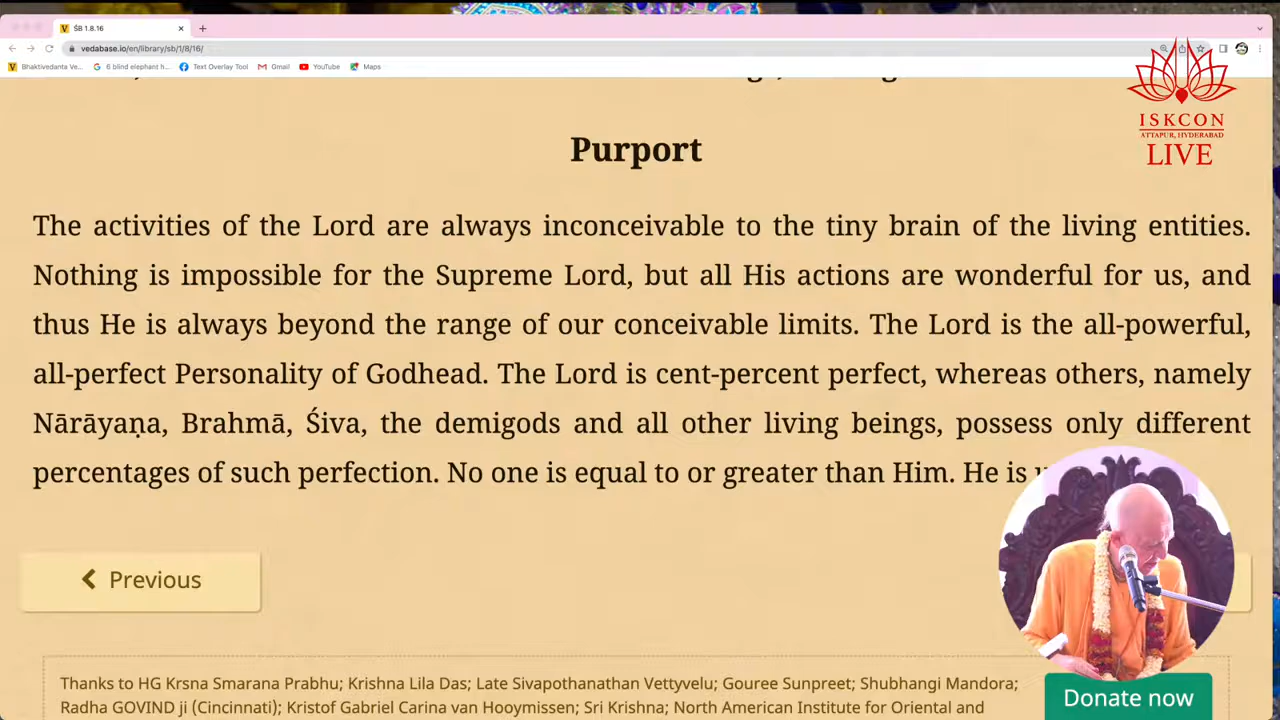 ŚB 1.8.16
vedabase.io/en/library/sb/1/8/16/
Bhaktivedanta Ve... 6 blind elephant h... Text Overlay Tool Gmail YouTube Maps
ISKCON
ATTAPUR, HYDERABAD
LIVE
Purport
The activities of the Lord are always inconceivable to the tiny brain of the living entities.
Nothing is impossible for the Supreme Lord, but all His actions are wonderful for us, and
thus He is always beyond the range of our conceivable limits. The Lord is the all-powerful,
all-perfect Personality of Godhead. The Lord is cent-percent perfect, whereas others, namely
Nārāyaṇa, Brahmā, Śiva, the demigods and all other living beings, possess only different
percentages of such perfection. No one is equal to or greater than Him. He is
Previous
Thanks to HG Krsna Smarana Prabhu; Krishna Lila Das; Late Sivapothanathan Vettyvelu; Gouree Sunpreet; Shubhangi Mandora;
Radha GOVIND ji (Cincinnati); Kristof Gabriel Carina van Hooymissen; Sri Krishna; North American Institute for Oriental and
Donate now